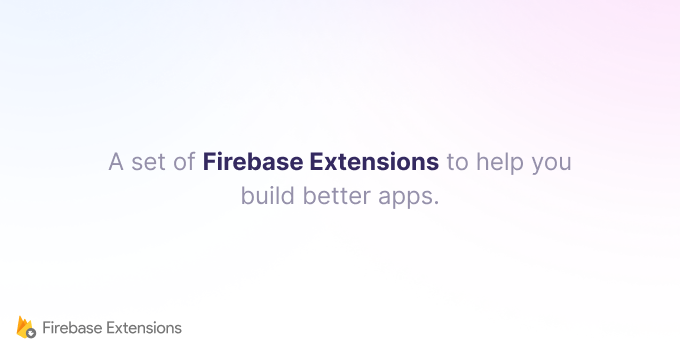 A set of Firebase Extensions to help you
build better apps.
Firebase Extensions